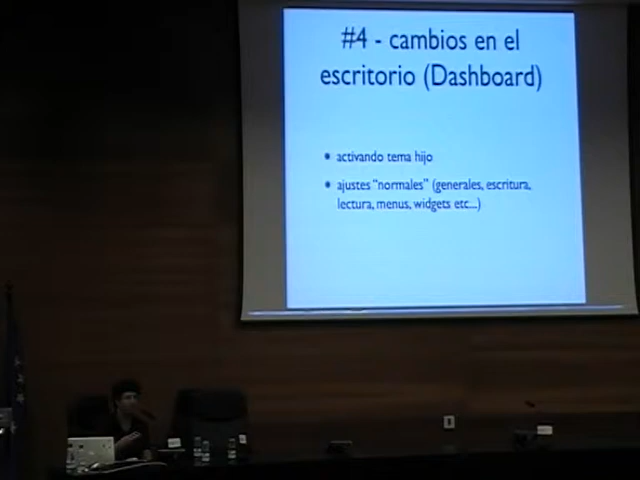 #4 - cambios en el
escritorio (Dashboard)
• activando tema hijo
• ajustes "normales" (generales, escritura,
lectura, menus, widgets etc...)